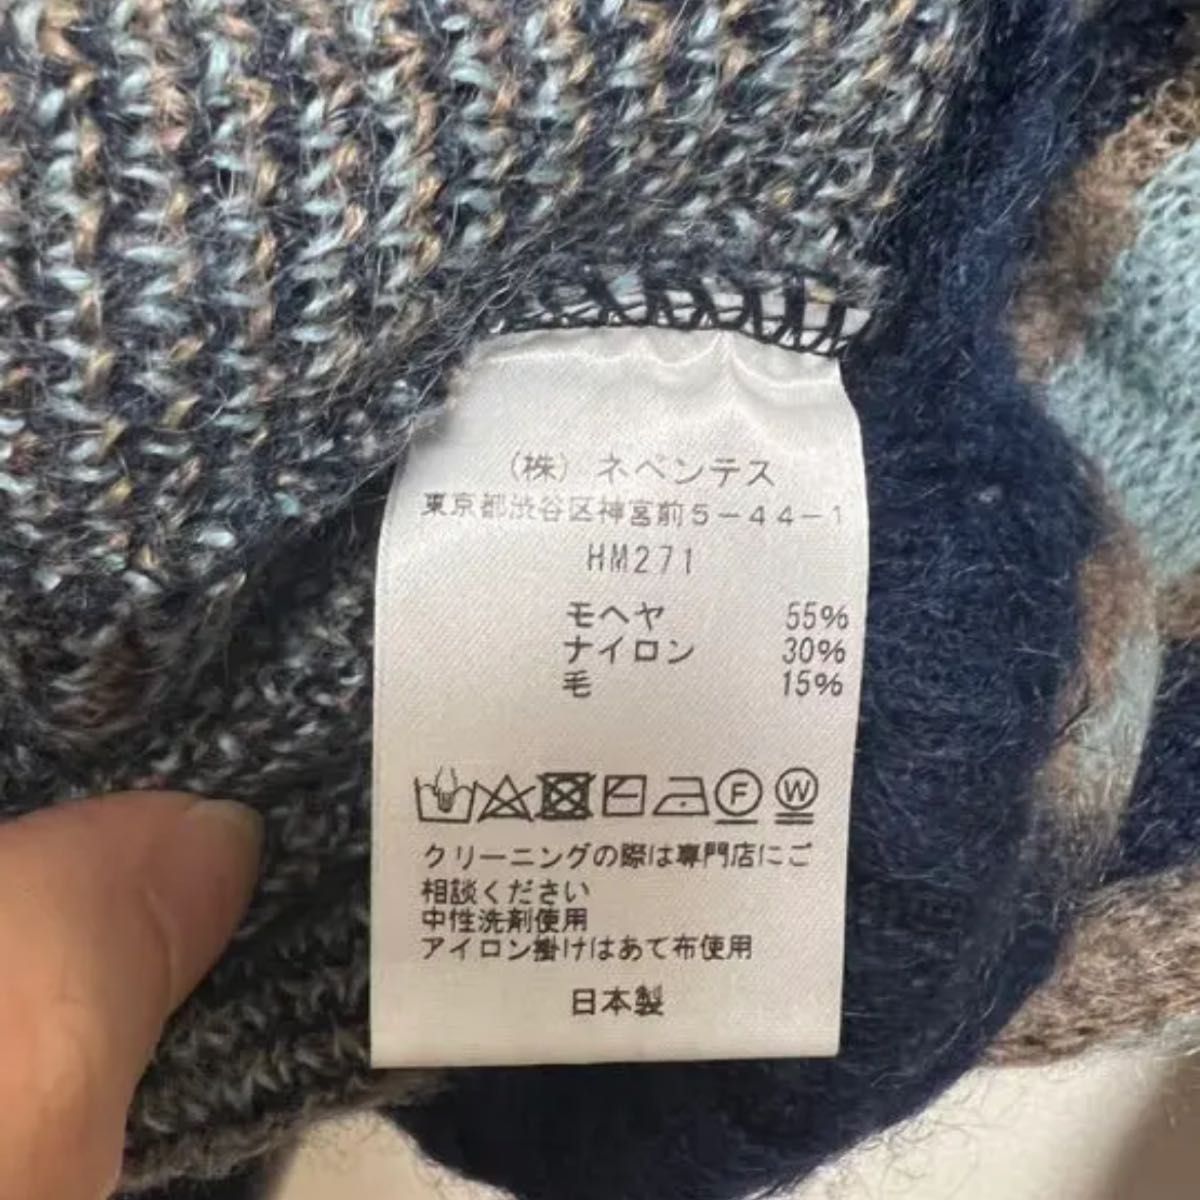 (株) ネペンテス
東京都渋谷区神宮前5-44-1
HM271
モヘヤ 55%
ナイロン 30%
毛 15%
F W
クリーニングの際は専門店にご
相談ください
中性洗剤使用
アイロン掛けはあて布使用
日本製